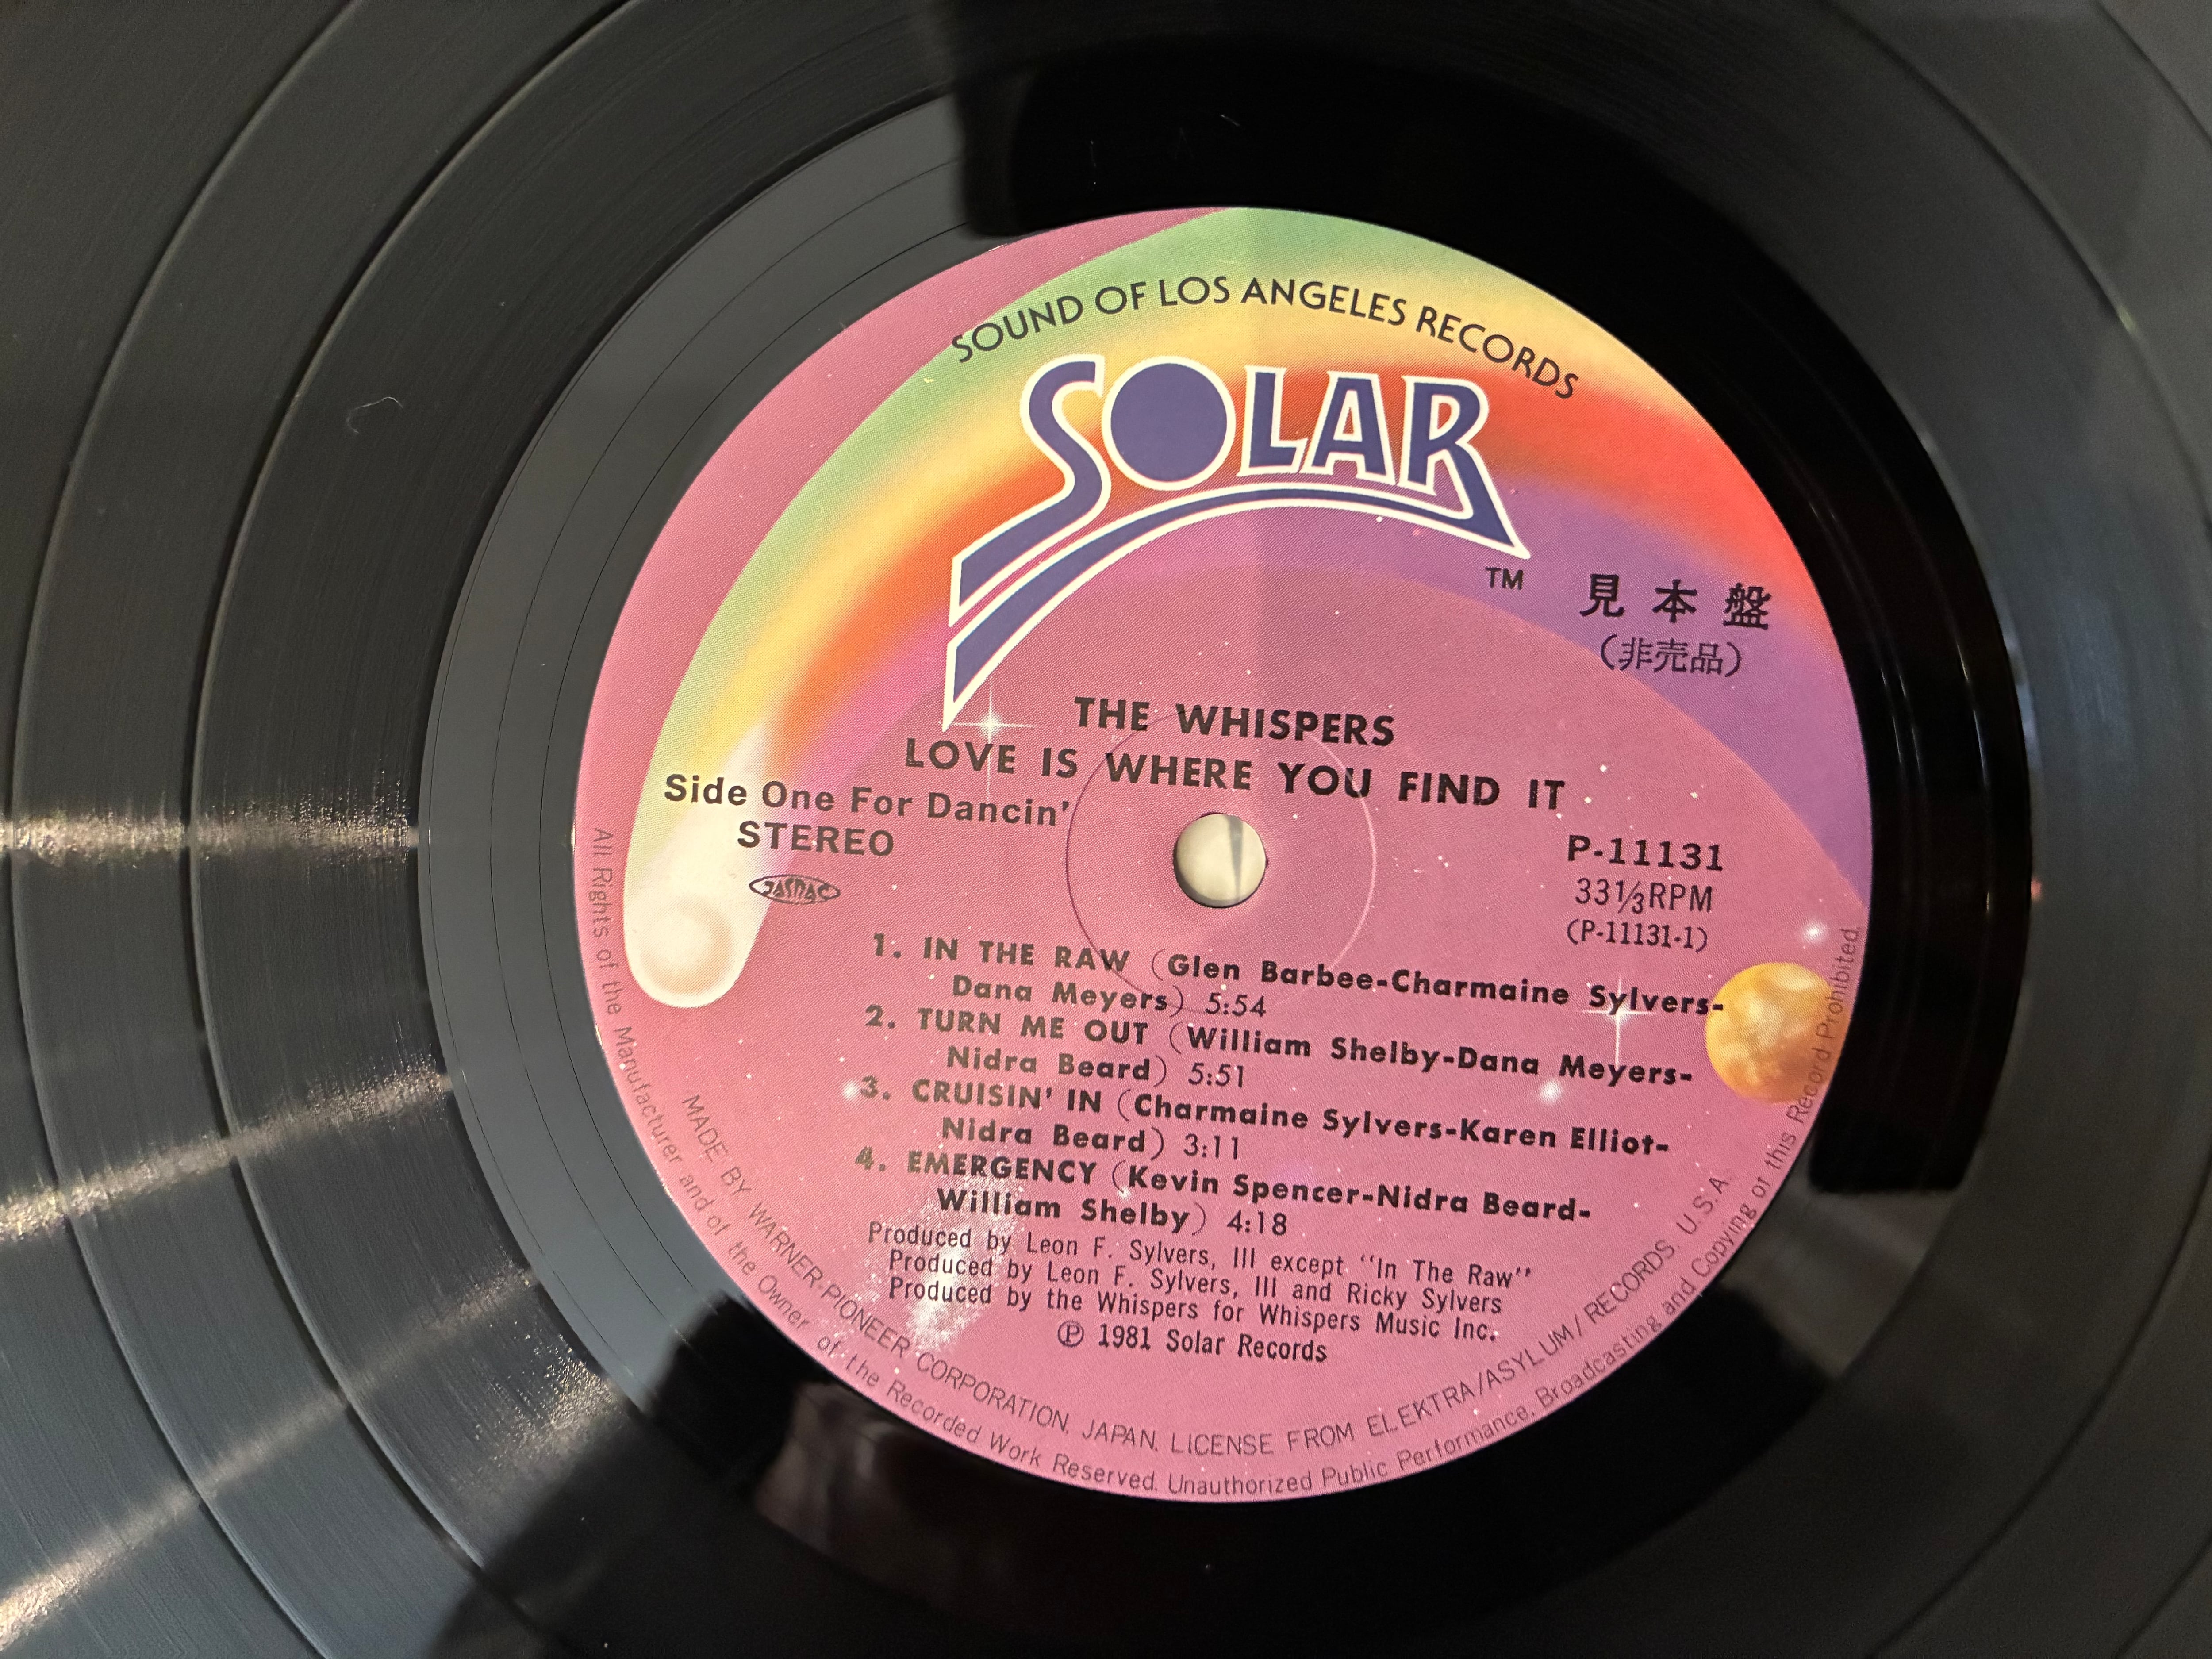 SOUND OF LOS ANGELES RECORDS
SOLAR
TM
見本盤
(非売品)
THE WHISPERS
LOVE IS WHERE YOU FIND IT
Side One For Dancin'
STEREO
JASRAC
P-11131
33⅓RPM
(P-11131-1)
1. IN THE RAW (Glen Barbee-Charmaine Sylvers-
Dana Meyers) 5:54
2. TURN ME OUT (William Shelby-Dana Meyers-
Nidra Beard) 5:51
3. CRUISIN' IN (Charmaine Sylvers-Karen Elliot-
Nidra Beard) 3:11
4. EMERGENCY (Kevin Spencer-Nidra Beard-
William Shelby) 4:18
Produced by Leon F. Sylvers, III except "In The Raw"
Produced by Leon F. Sylvers, III and Ricky Sylvers
Produced by the Whispers for Whispers Music Inc.
℗ 1981 Solar Records
MADE BY WARNER-PIONEER CORPORATION, JAPAN. LICENSE FROM ELEKTRA/ASYLUM/RECORDS. U.S.A.
All Rights of the Manufacturer and of the Owner of the Recorded Work Reserved. Unauthorized Public Performance, Broadcasting and Copying of this Record Prohibited.